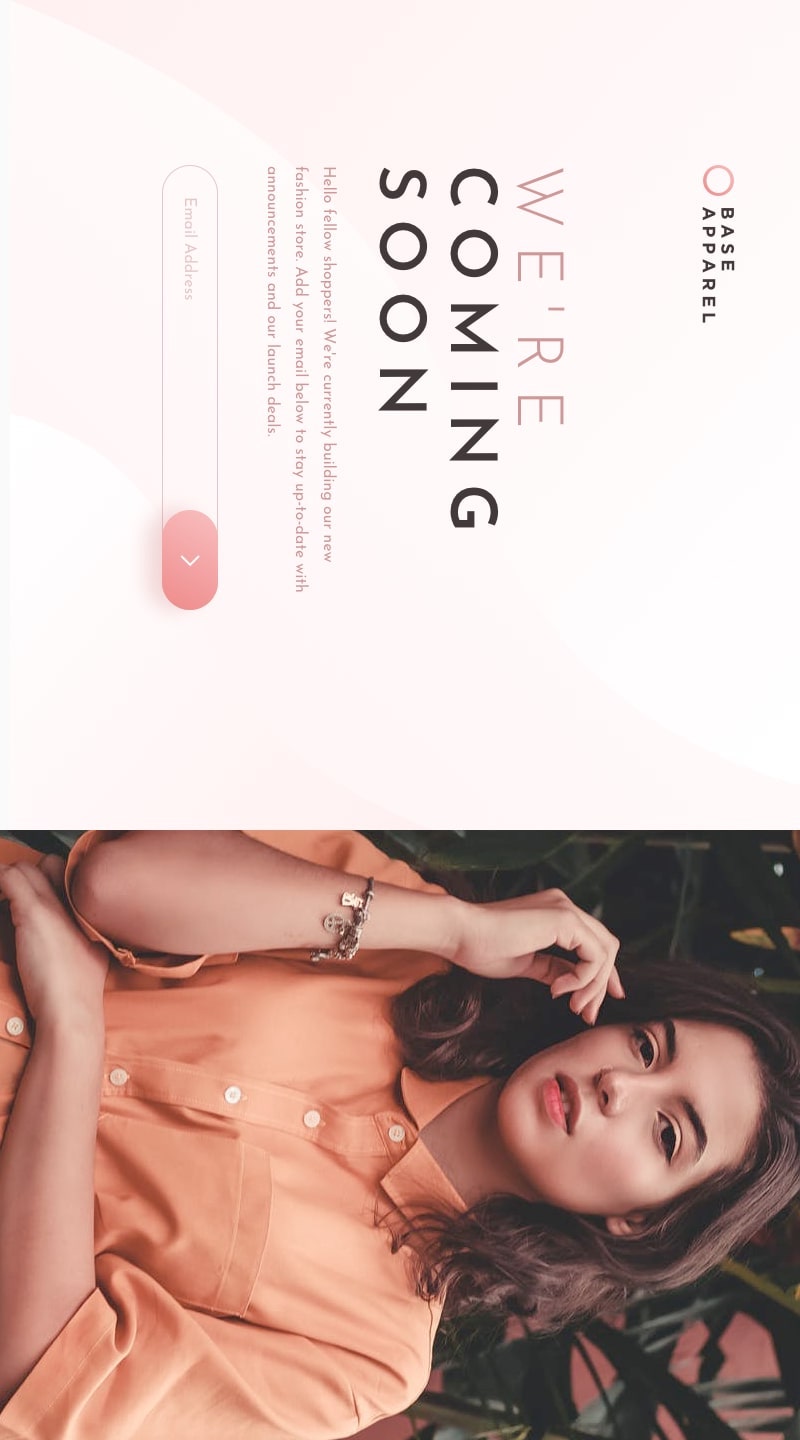 BASE
APPAREL
WE'RE
COMING
SOON
Hello fellow shoppers! We're currently building our new
fashion store. Add your email below to stay up-to-date with
announcements and our launch deals.
Email Address